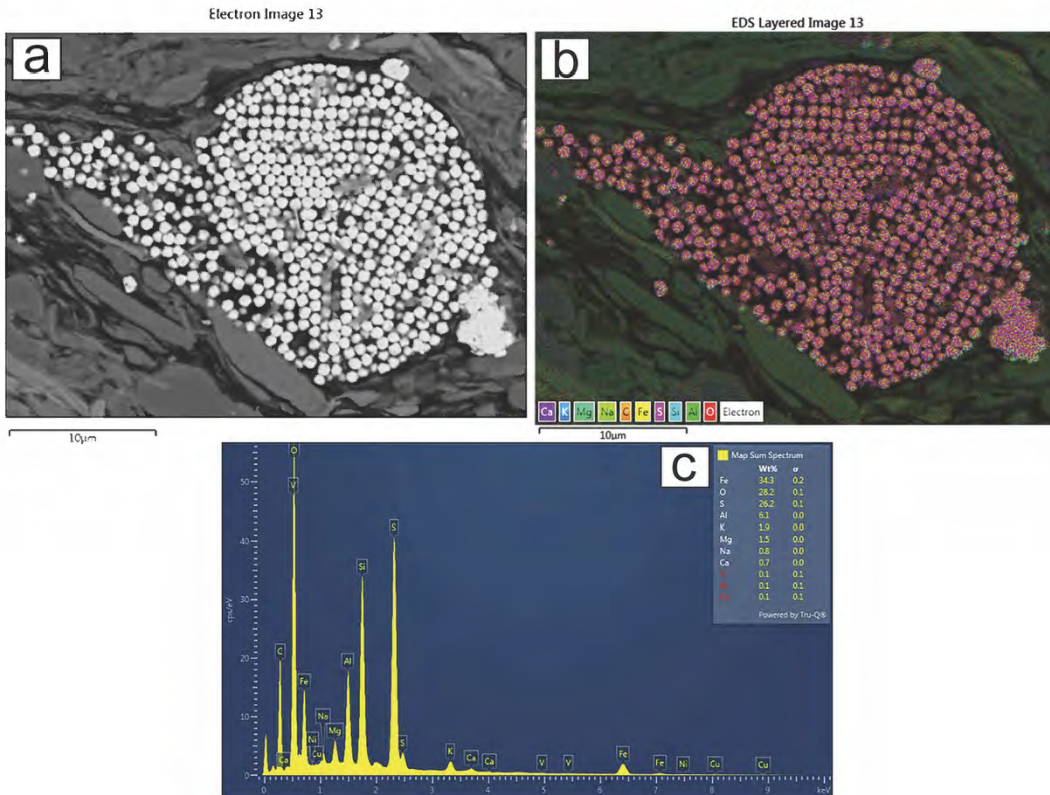 Electron Image 13
EDS Layered Image 13
a
b
10µm
Ca K Mg Na C Fe S Si Al O Electron
10µm
c
Map Sum Spectrum
Wt% σ
Fe 34.3 0.2
O 28.2 0.1
S 26.2 0.1
Al 6.1 0.0
K 1.9 0.0
Mg 1.5 0.0
Na 0.8 0.0
Ca 0.7 0.0
0.1 0.1
0.1 0.1
0.1 0.1
Powered by Tru-Q®
cps/eV
50
40
30
20
10
0
O
V
S
Si
C
Al
Fe
Na
Ni
Mg
Cu
Ca
S
K
Ca
Ca
V
V
Fe
Fe
Ni
Cu
Cu
0 1 2 3 4 5 6 7 8 9 keV